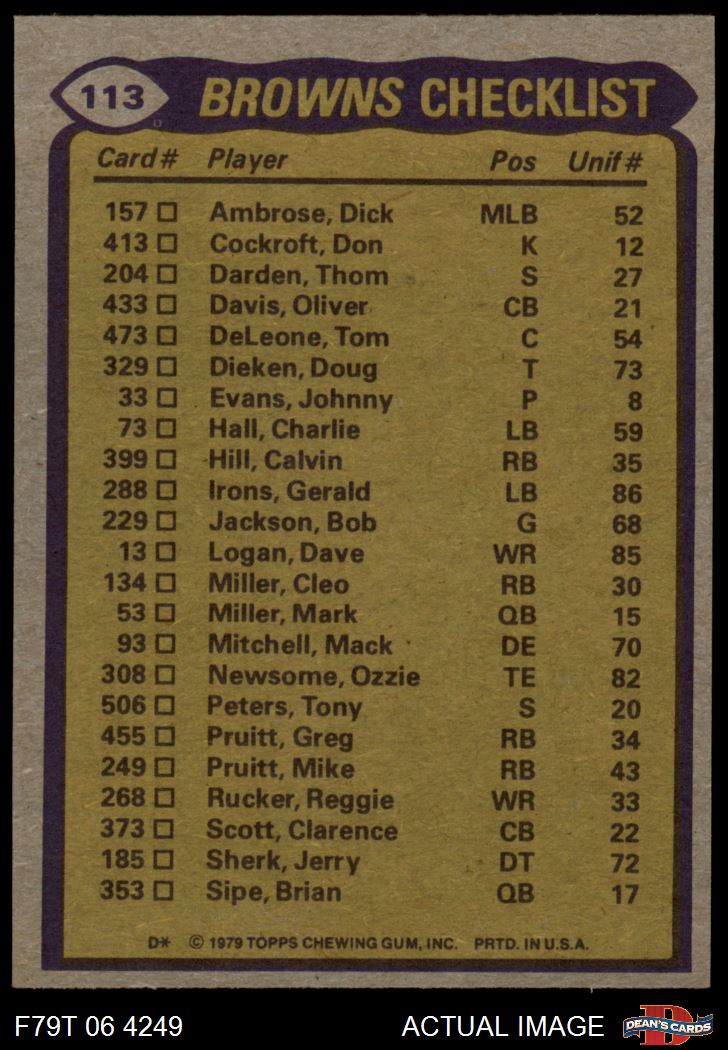 113 BROWNS CHECKLIST
Card # Player Pos Unif #
157 □ Ambrose, Dick MLB 52
413 □ Cockroft, Don K 12
204 □ Darden, Thom S 27
433 □ Davis, Oliver CB 21
473 □ DeLeone, Tom C 54
329 □ Dieken, Doug T 73
33 □ Evans, Johnny P 8
73 □ Hall, Charlie LB 59
399 □ Hill, Calvin RB 35
288 □ Irons, Gerald LB 86
229 □ Jackson, Bob G 68
13 □ Logan, Dave WR 85
134 □ Miller, Cleo RB 30
53 □ Miller, Mark QB 15
93 □ Mitchell, Mack DE 70
308 □ Newsome, Ozzie TE 82
506 □ Peters, Tony S 20
455 □ Pruitt, Greg RB 34
249 □ Pruitt, Mike RB 43
268 □ Rucker, Reggie WR 33
373 □ Scott, Clarence CB 22
185 □ Sherk, Jerry DT 72
353 □ Sipe, Brian QB 17
D* © 1979 TOPPS CHEWING GUM, INC. PRTD. IN U.S.A.
F79T 06 4249 ACTUAL IMAGE D DEAN'S CARDS